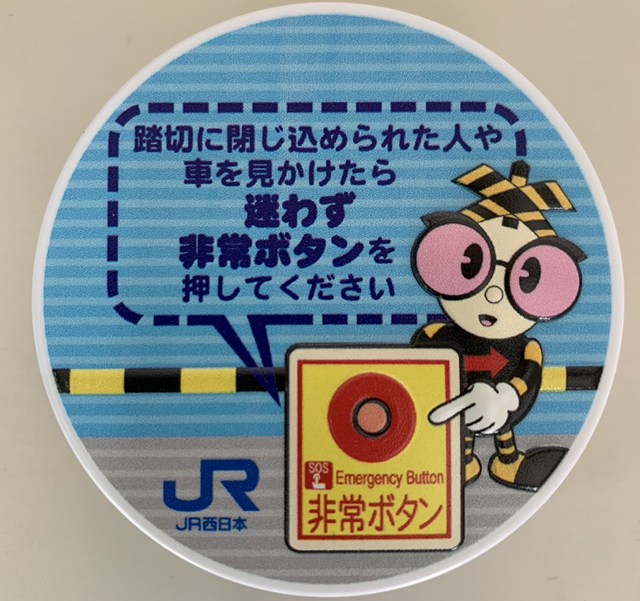 踏切に閉じ込められた人や
車を見かけたら
迷わず
非常ボタンを
押してください
SOS
Emergency Button
非常ボタン
JR
JR西日本